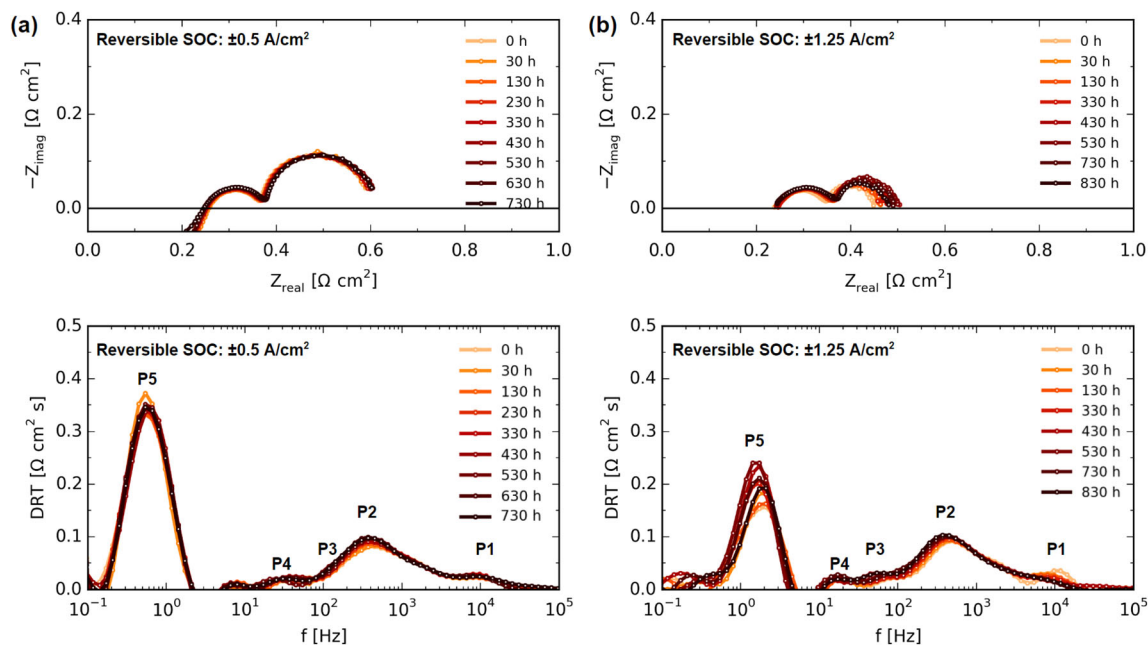 (a)
Reversible SOC: ±0.5 A/cm²
0 h
30 h
130 h
230 h
330 h
430 h
530 h
630 h
730 h
0.4
0.2
0.0
−Z_imag [Ω cm²]
0.0 0.2 0.4 0.6 0.8 1.0
Z_real [Ω cm²]
(b)
Reversible SOC: ±1.25 A/cm²
0 h
30 h
130 h
330 h
430 h
530 h
730 h
830 h
0.4
0.2
0.0
−Z_imag [Ω cm²]
0.0 0.2 0.4 0.6 0.8 1.0
Z_real [Ω cm²]
Reversible SOC: ±0.5 A/cm²
0 h
30 h
130 h
230 h
330 h
430 h
530 h
630 h
730 h
P5
P4
P3
P2
P1
0.5
0.4
0.3
0.2
0.1
0.0
DRT [Ω cm² s]
10⁻¹ 10⁰ 10¹ 10² 10³ 10⁴ 10⁵
f [Hz]
Reversible SOC: ±1.25 A/cm²
0 h
30 h
130 h
330 h
430 h
530 h
730 h
830 h
P5
P4
P3
P2
P1
0.5
0.4
0.3
0.2
0.1
0.0
DRT [Ω cm² s]
10⁻¹ 10⁰ 10¹ 10² 10³ 10⁴ 10⁵
f [Hz]